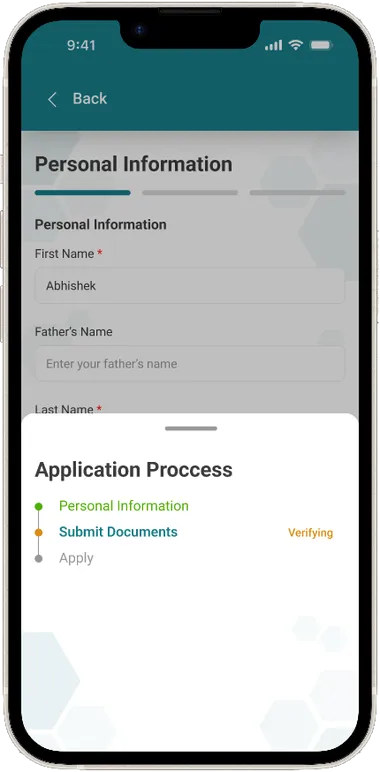 9:41
Back
Personal Information
Personal Information
First Name *
Abhishek
Father's Name
Enter your father's name
Last Name *
Application Proccess
Personal Information
Submit Documents Verifying
Apply